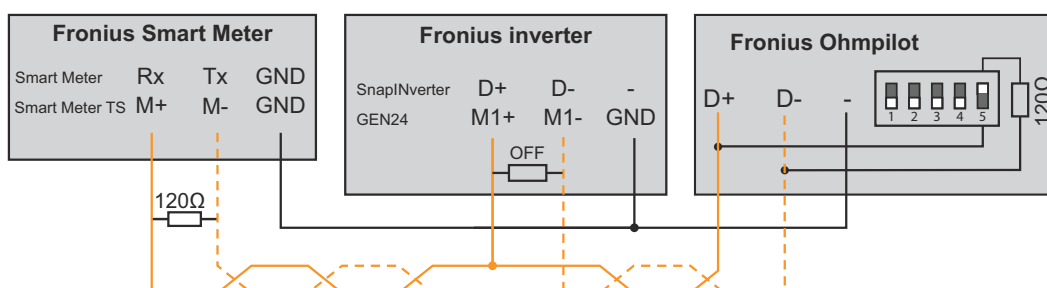 Fronius Smart Meter
Smart Meter Rx Tx GND
Smart Meter TS M+ M- GND
120Ω
Fronius inverter
SnapINverter D+ D- -
GEN24 M1+ M1- GND
OFF
Fronius Ohmpilot
D+ D- -
1 2 3 4 5
120Ω